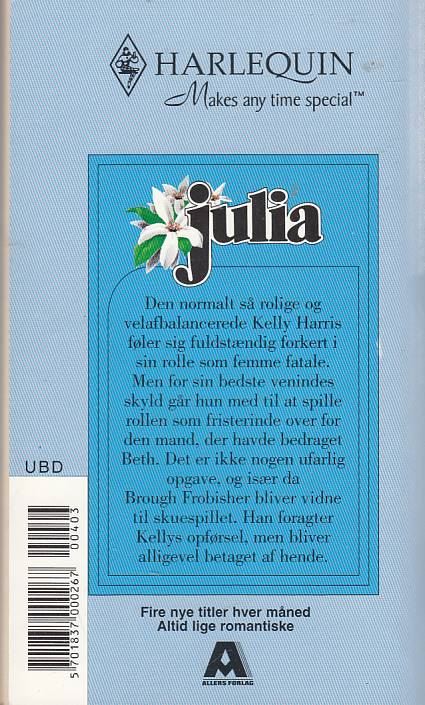 HARLEQUIN
Makes any time special™
julia
Den normalt så rolige og
velafbalancerede Kelly Harris
føler sig fuldstændig forkert i
sin rolle som femme fatale.
Men for sin bedste venindes
skyld går hun med til at spille
rollen som fristerinde over for
den mand, der havde bedraget
Beth. Det er ikke nogen ufarlig
opgave, og især da
Brough Frobisher bliver vidne
til skuespillet. Han foragter
Kellys opførsel, men bliver
alligevel betaget af hende.
UBD
00403
5 701837 000267
Fire nye titler hver måned
Altid lige romantiske
A
ALLERS FORLAG